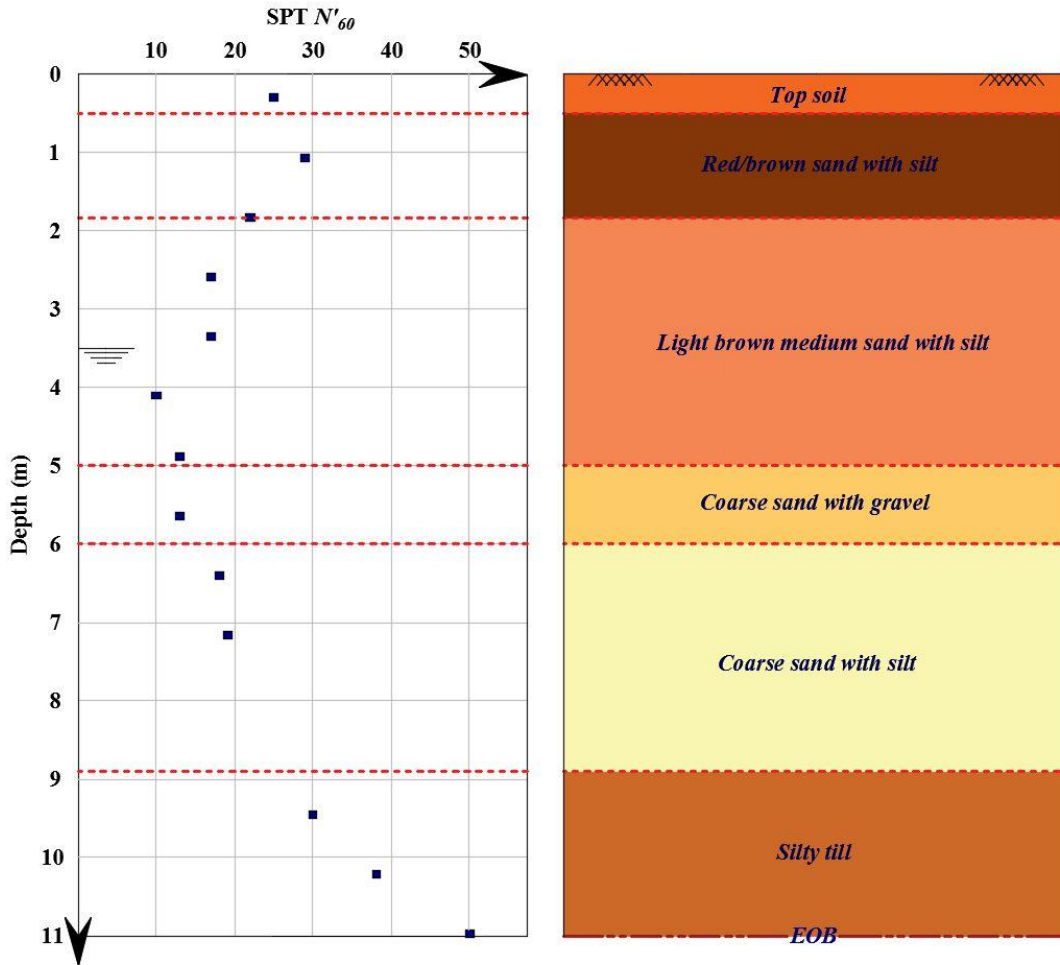 SPT N'60
10 20 30 40 50
0
1
2
3
4
5
6
7
8
9
10
11
Depth (m)
Top soil
Red/brown sand with silt
Light brown medium sand with silt
Coarse sand with gravel
Coarse sand with silt
Silty till
EOB